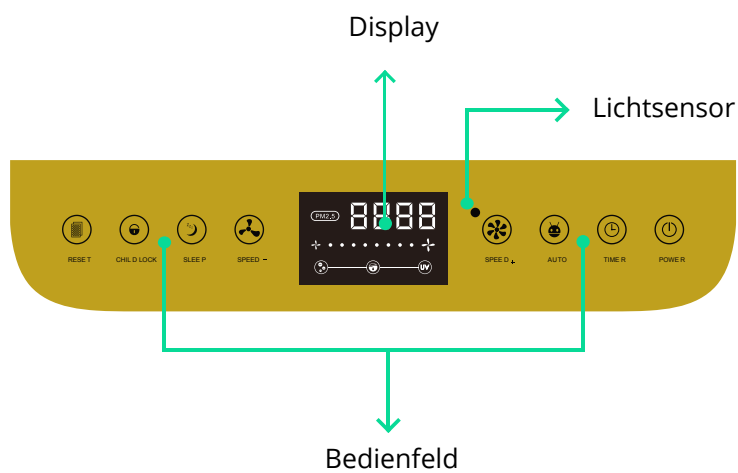 Display
Lichtsensor
PM2.5
8888
UV
RESET
CHILD LOCK
SLEEP
SPEED -
SPEED +
AUTO
TIMER
POWER
Bedienfeld